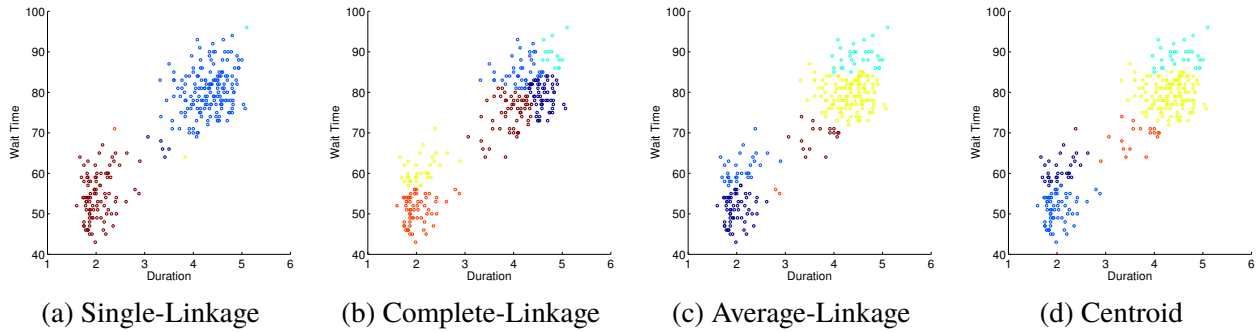 100
90
80
70
60
50
40
Wait Time
1 2 3 4 5 6
Duration
(a) Single-Linkage
100
90
80
70
60
50
40
Wait Time
1 2 3 4 5 6
Duration
(b) Complete-Linkage
100
90
80
70
60
50
40
Wait Time
1 2 3 4 5 6
Duration
(c) Average-Linkage
100
90
80
70
60
50
40
Wait Time
1 2 3 4 5 6
Duration
(d) Centroid